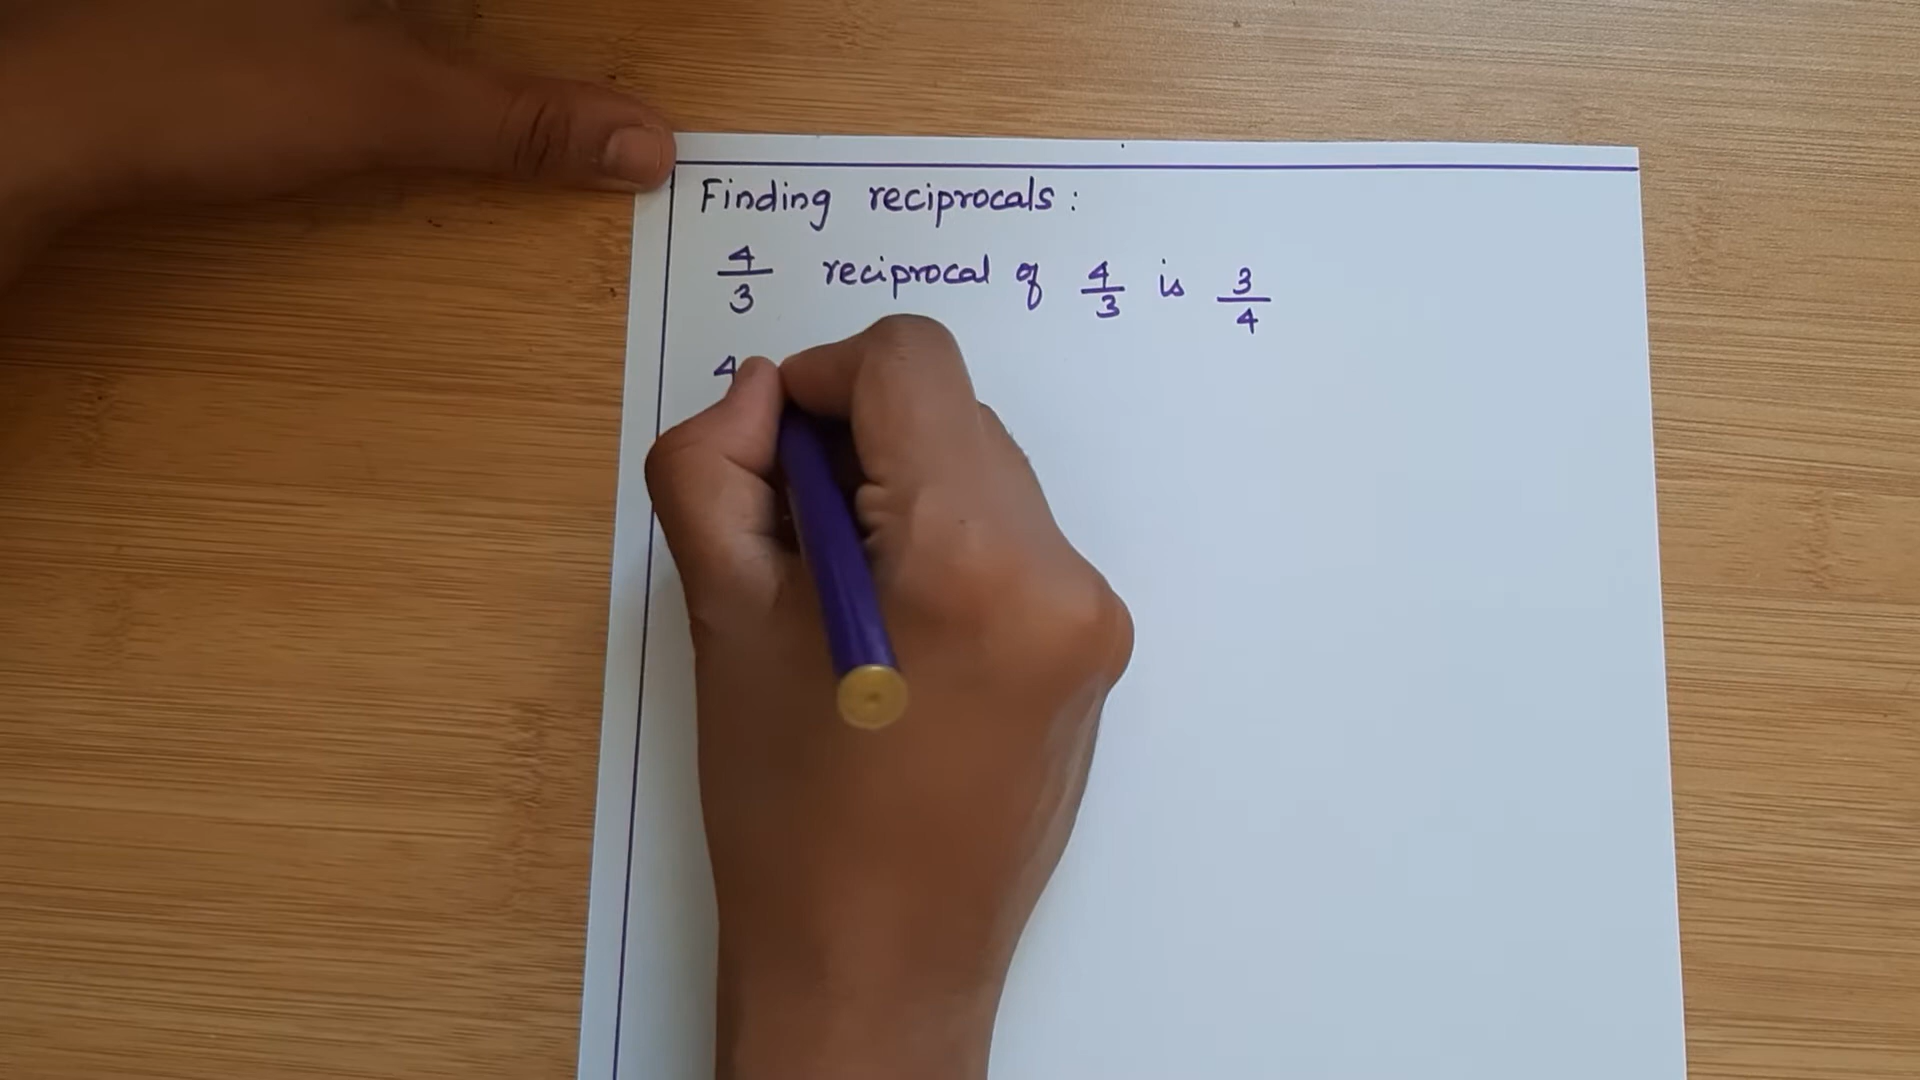 Finding reciprocals :
4/3 reciprocal of 4/3 is 3/4
4